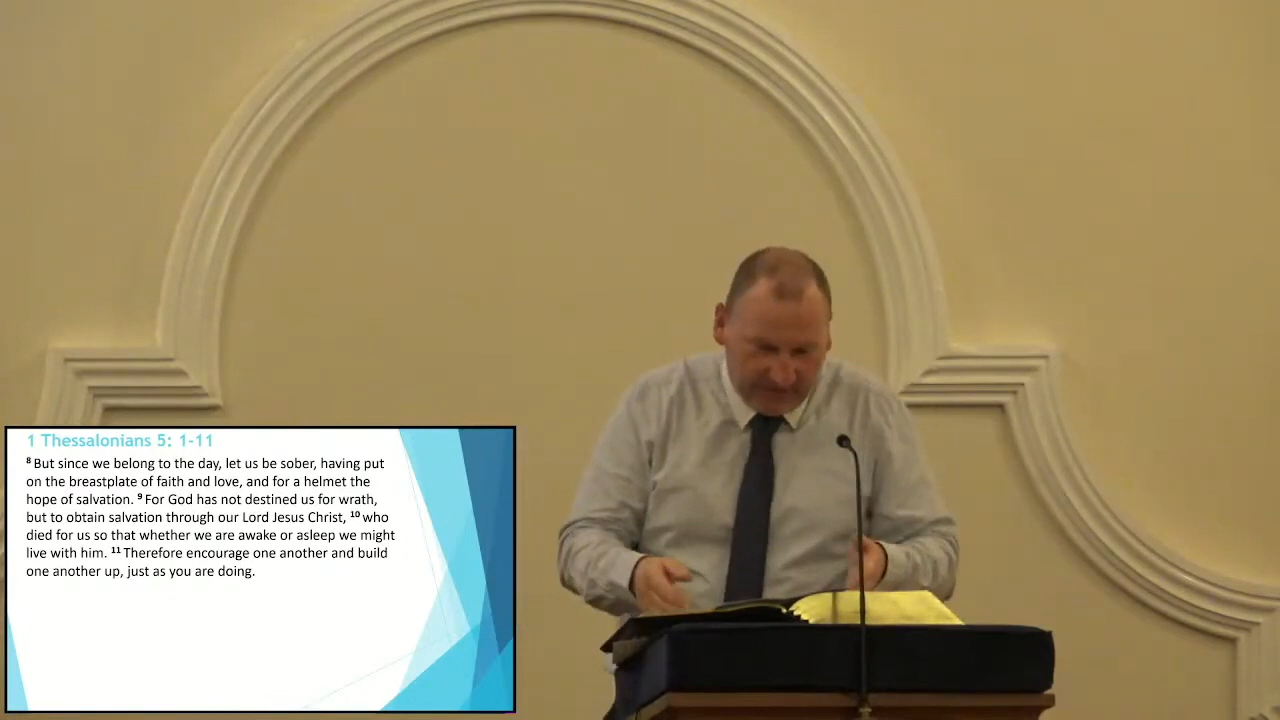 1 Thessalonians 5: 1-11
8 But since we belong to the day, let us be sober, having put
on the breastplate of faith and love, and for a helmet the
hope of salvation. 9 For God has not destined us for wrath,
but to obtain salvation through our Lord Jesus Christ, 10 who
died for us so that whether we are awake or asleep we might
live with him. 11 Therefore encourage one another and build
one another up, just as you are doing.